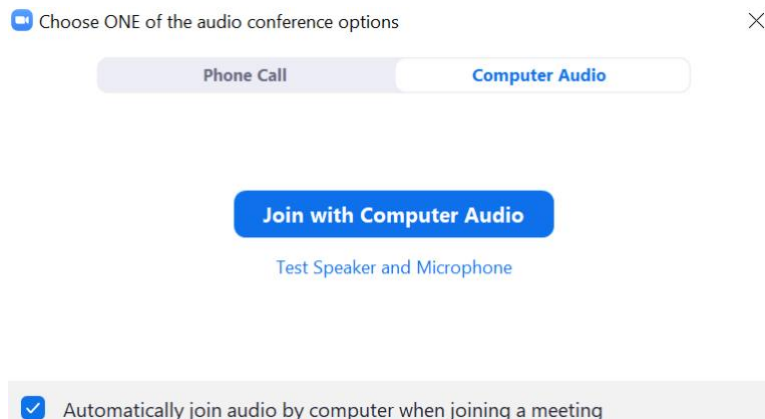 Choose ONE of the audio conference options
Phone Call Computer Audio
Join with Computer Audio
Test Speaker and Microphone
Automatically join audio by computer when joining a meeting